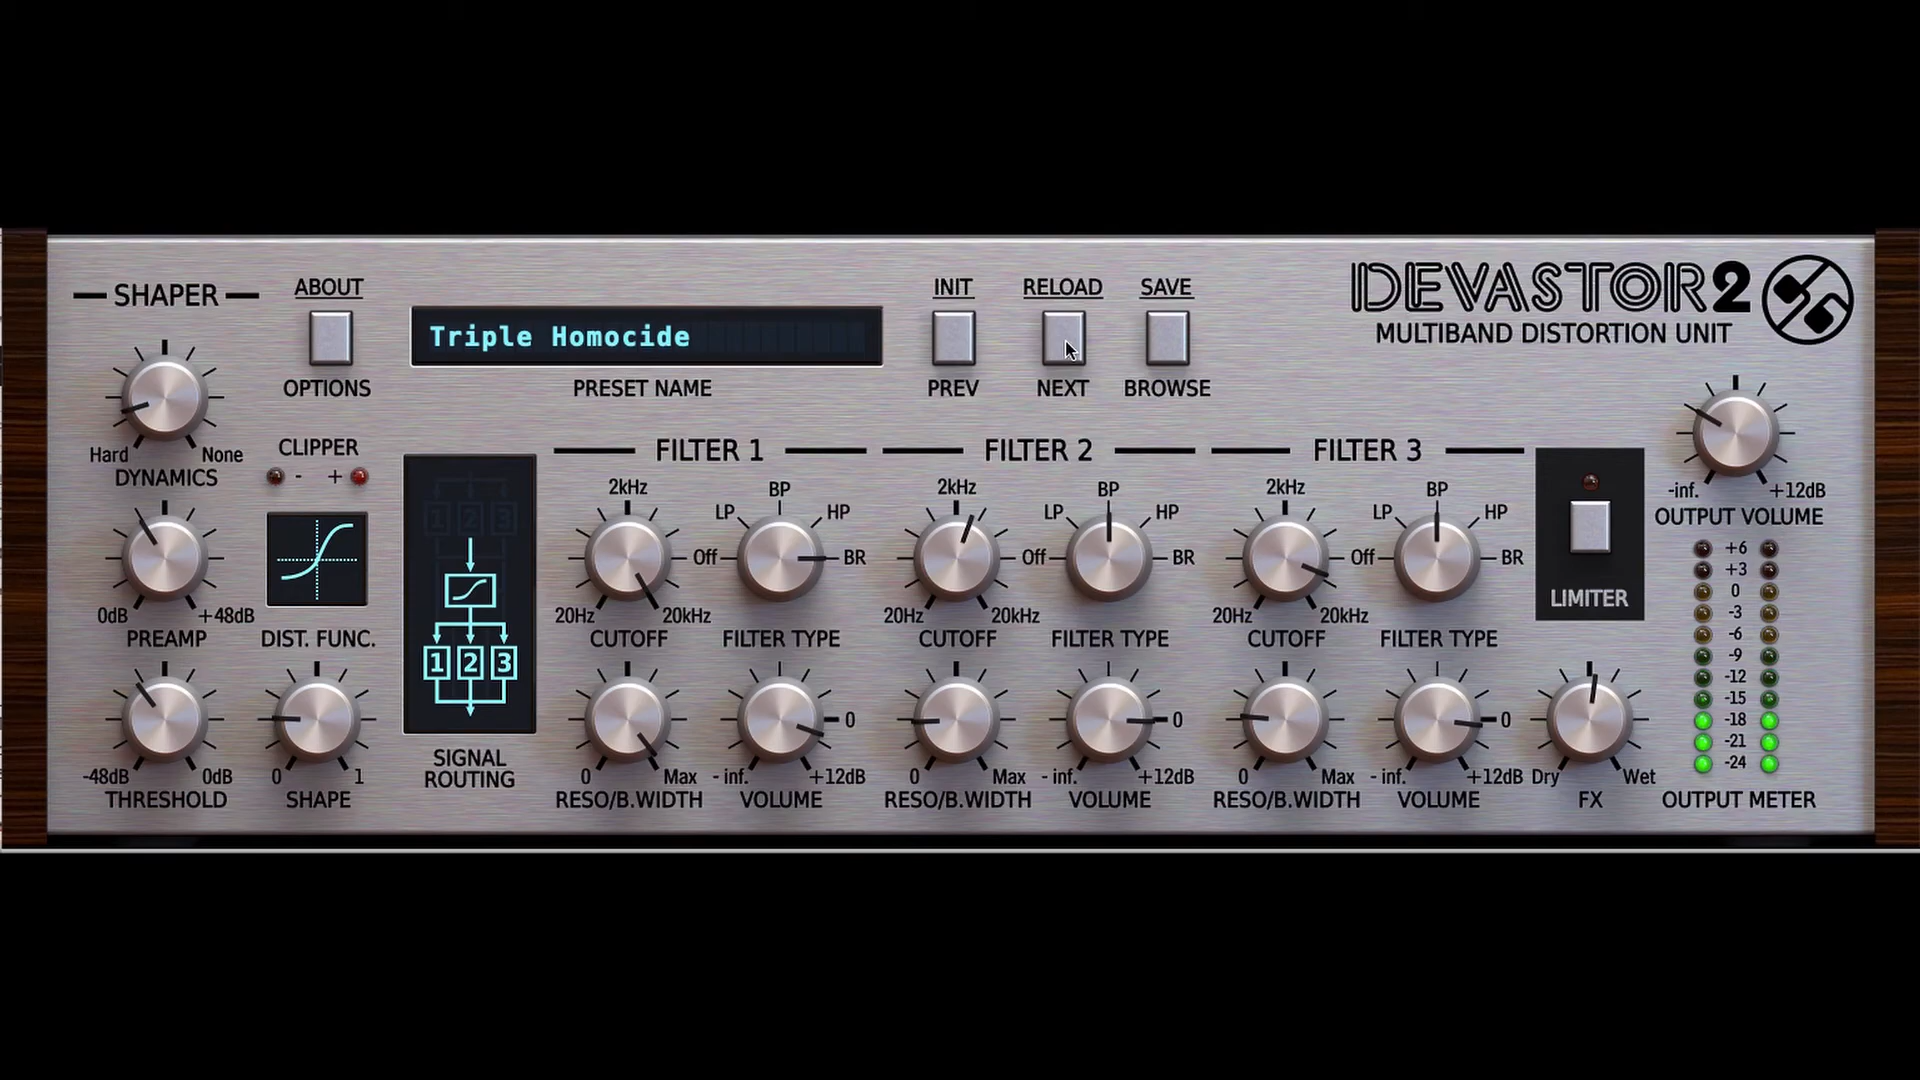 SHAPER
ABOUT
OPTIONS
Triple Homocide
PRESET NAME
INIT
PREV
RELOAD
NEXT
SAVE
BROWSE
DEVASTOR2
MULTIBAND DISTORTION UNIT
Hard None
DYNAMICS
CLIPPER
- +
0dB +48dB
PREAMP
DIST. FUNC.
-48dB 0dB
THRESHOLD
0 1
SHAPE
1 2 3
1 2 3
SIGNAL
ROUTING
FILTER 1
2kHz
20Hz 20kHz
CUTOFF
Off LP BP HP BR
FILTER TYPE
0 Max
RESO/B.WIDTH
0
- inf. +12dB
VOLUME
FILTER 2
2kHz
20Hz 20kHz
CUTOFF
Off LP BP HP BR
FILTER TYPE
0 Max
RESO/B.WIDTH
0
- inf. +12dB
VOLUME
FILTER 3
2kHz
20Hz 20kHz
CUTOFF
Off LP BP HP BR
FILTER TYPE
0 Max
RESO/B.WIDTH
0
- inf. +12dB
VOLUME
LIMITER
Dry Wet
FX
-inf. +12dB
OUTPUT VOLUME
+6
+3
0
-3
-6
-9
-12
-15
-18
-21
-24
OUTPUT METER